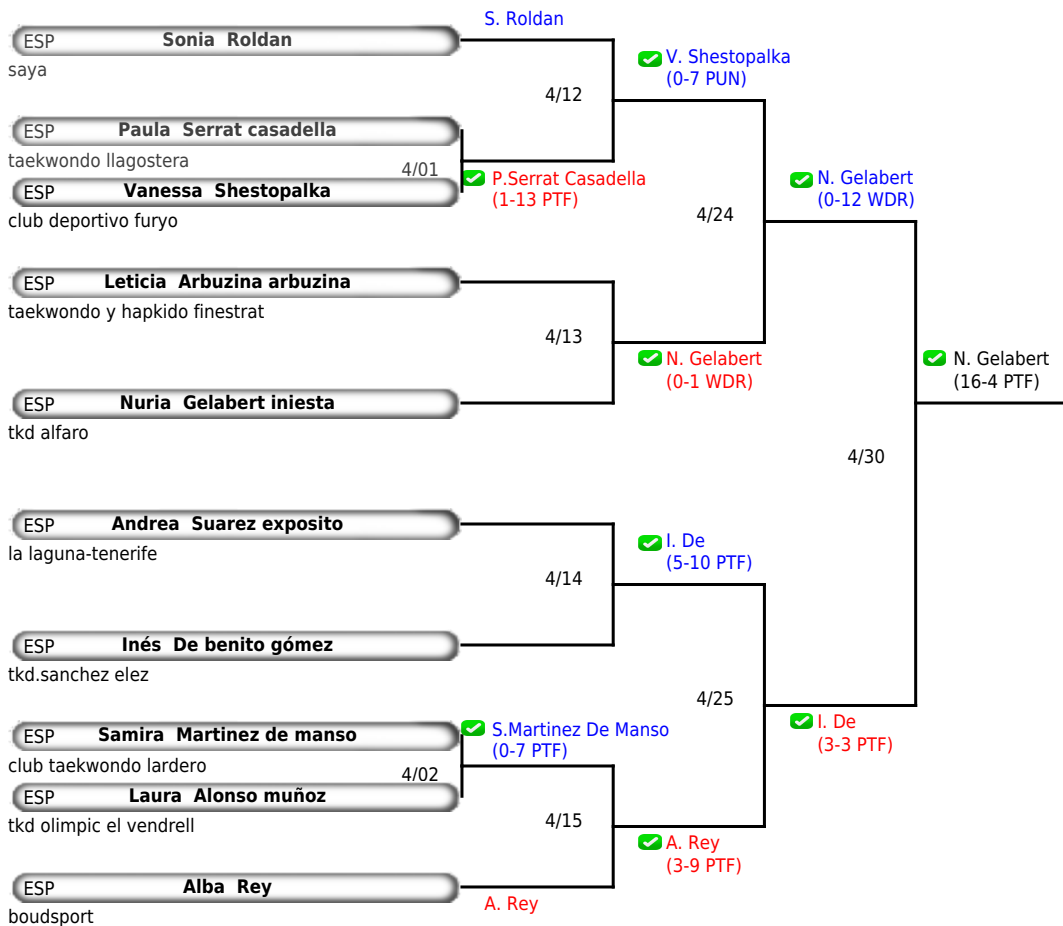 S. Roldan
ESP Sonia Roldan
saya
V. Shestopalka
(0-7 PUN)
4/12
ESP Paula Serrat casadella
taekwondo llagostera
4/01
P.Serrat Casadella
(1-13 PTF)
ESP Vanessa Shestopalka
club deportivo furyo
N. Gelabert
(0-12 WDR)
4/24
ESP Leticia Arbuzina arbuzina
taekwondo y hapkido finestrat
4/13
N. Gelabert
(0-1 WDR)
N. Gelabert
(16-4 PTF)
ESP Nuria Gelabert iniesta
tkd alfaro
4/30
ESP Andrea Suarez exposito
la laguna-tenerife
I. De
(5-10 PTF)
4/14
ESP Inés De benito gómez
tkd.sanchez elez
4/25
I. De
(3-3 PTF)
ESP Samira Martinez de manso
club taekwondo lardero
S.Martinez De Manso
(0-7 PTF)
4/02
ESP Laura Alonso muñoz
tkd olimpic el vendrell
4/15
A. Rey
(3-9 PTF)
ESP Alba Rey
boudsport
A. Rey